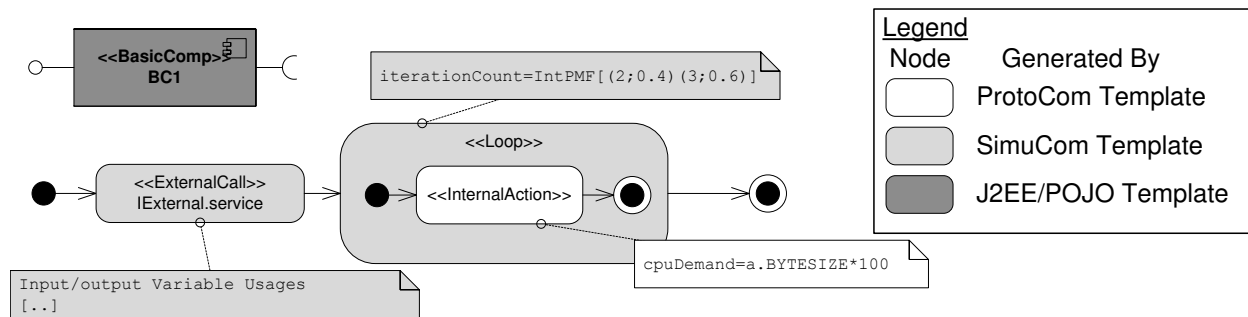 <<BasicComp>>
BC1
iterationCount=IntPMF[(2;0.4)(3;0.6)]
<<Loop>>
<<ExternalCall>>
IExternal.service
<<InternalAction>>
cpuDemand=a.BYTESIZE*100
Input/output Variable Usages
[..]
Legend
Node Generated By
ProtoCom Template
SimuCom Template
J2EE/POJO Template